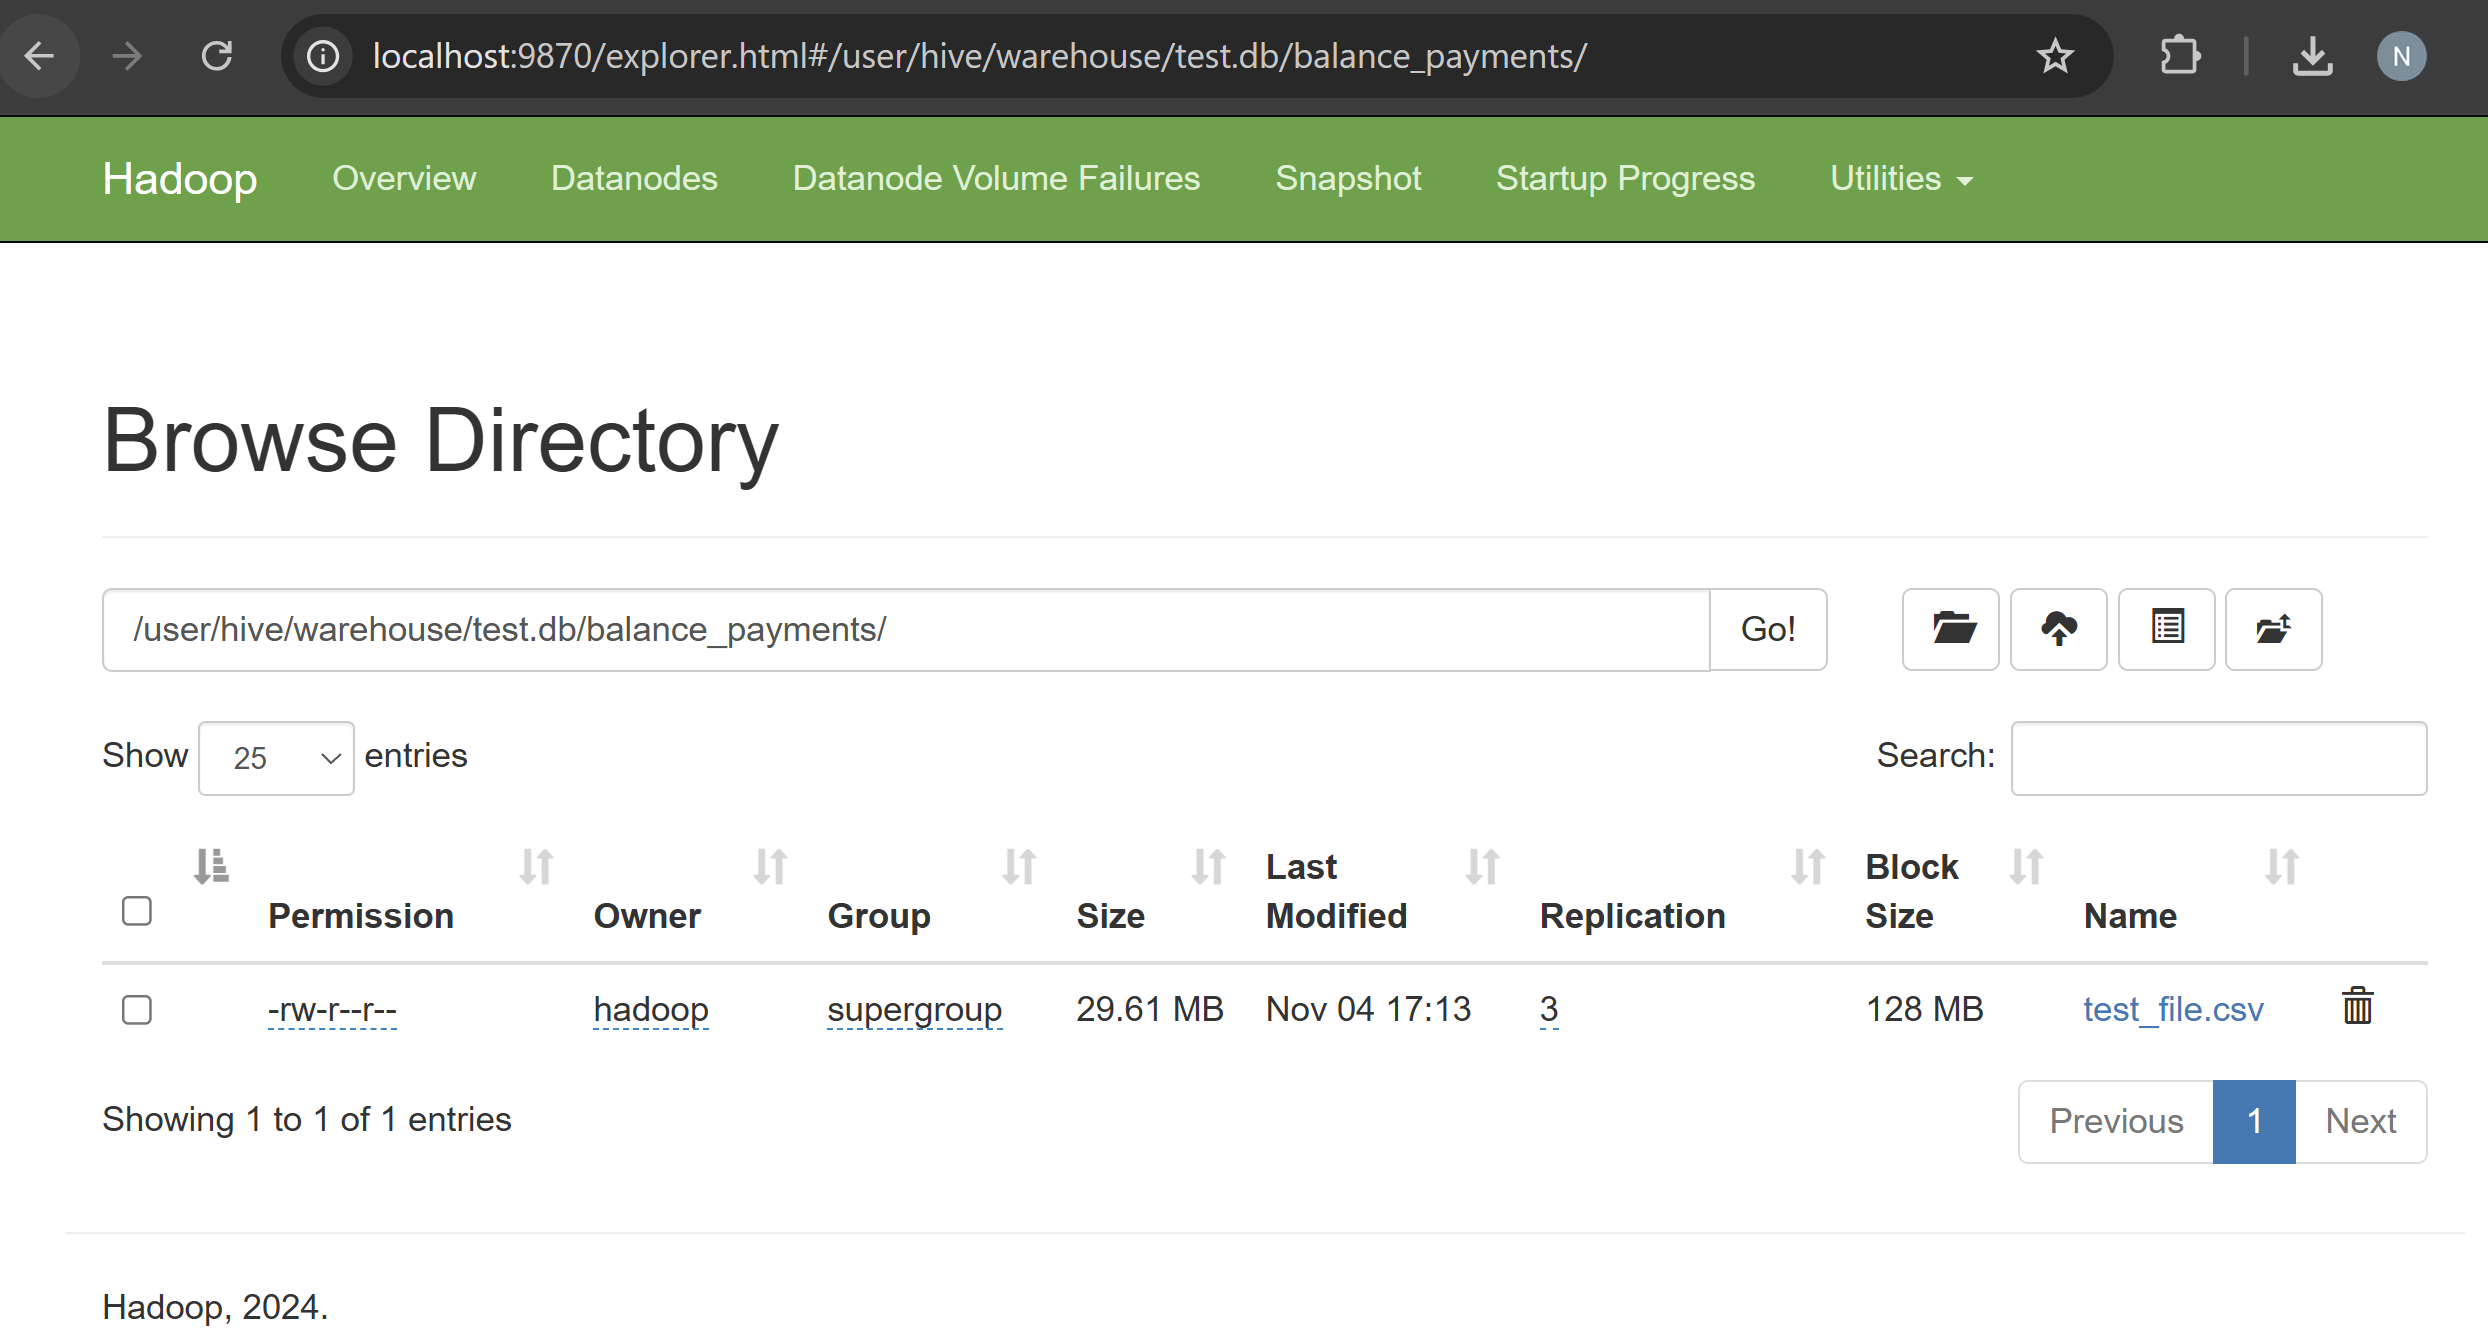 localhost:9870/explorer.html#/user/hive/warehouse/test.db/balance_payments/
N
Hadoop Overview Datanodes Datanode Volume Failures Snapshot Startup Progress Utilities
Browse Directory
/user/hive/warehouse/test.db/balance_payments/ Go!
Show 25 entries Search:
Permission Owner Group Size Last Modified Replication Block Size Name
-rw-r--r-- hadoop supergroup 29.61 MB Nov 04 17:13 3 128 MB test_file.csv
Showing 1 to 1 of 1 entries Previous 1 Next
Hadoop, 2024.